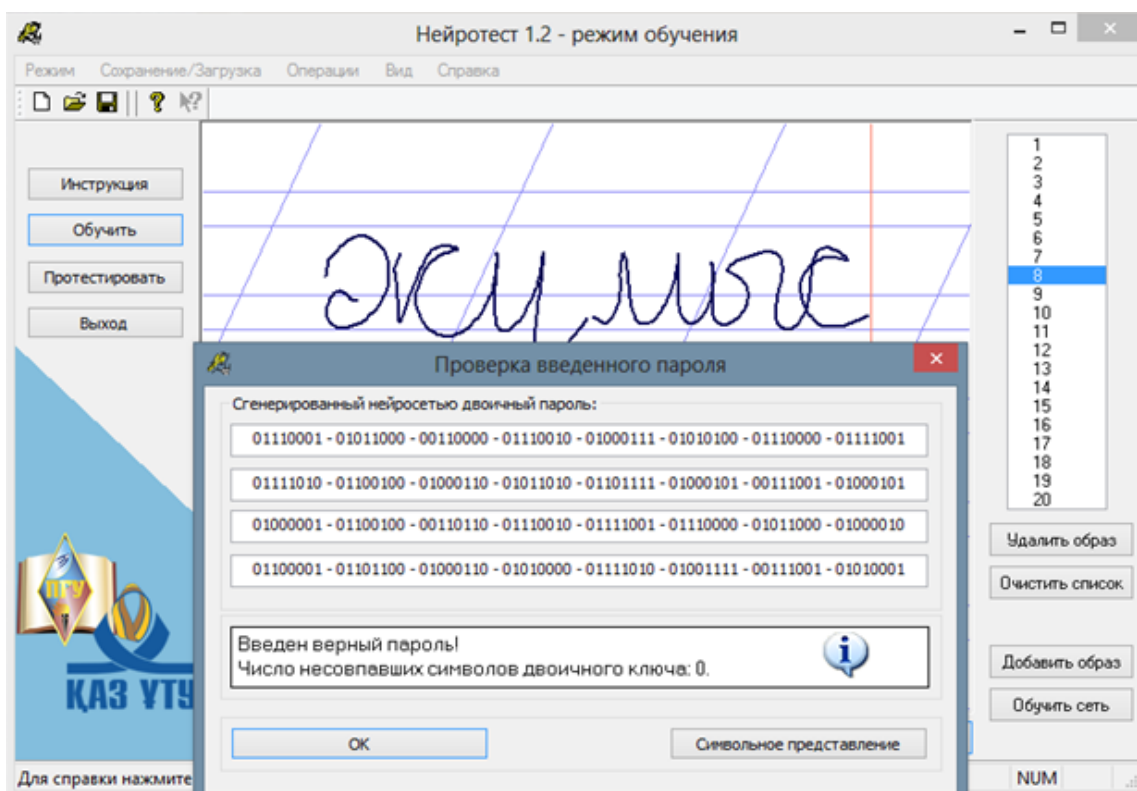 Нейротест 1.2 - режим обучения
Режим Сохранение/Загрузка Операции Вид Справка
Инструкция
Обучить
Протестировать
Выход
1
2
3
4
5
6
7
8
9
10
11
12
13
14
15
16
17
18
19
20
Удалить образ
Очистить список
Добавить образ
Обучить сеть
Проверка введенного пароля
Сгенерированный нейросетью двоичный пароль:
01110001 - 01011000 - 00110000 - 01110010 - 01000111 - 01010100 - 01110000 - 01111001
01111010 - 01100100 - 01000110 - 01011010 - 01101111 - 01000101 - 00111001 - 01000101
01000001 - 01100100 - 00110110 - 01110010 - 01111001 - 01110000 - 01011000 - 01000010
01100001 - 01101100 - 01000110 - 01010000 - 01111010 - 01001111 - 00111001 - 01010001
Введен верный пароль!
Число несовпавших символов двоичного ключа: 0.
OK
Символьное представление
ПГУ
ҚАЗ ҰТУ
Для справки нажмите
NUM